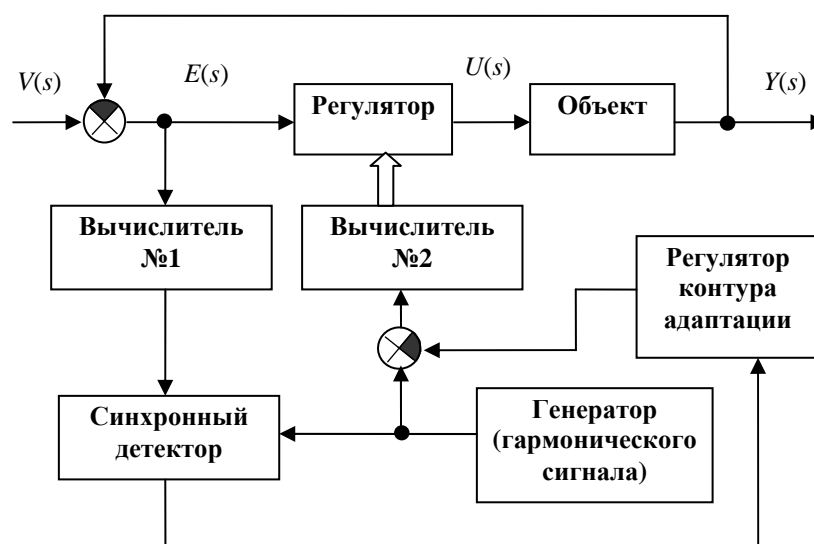 V(s)
E(s)
U(s)
Y(s)
Регулятор
Объект
Вычислитель
№1
Вычислитель
№2
Регулятор
контура
адаптации
Синхронный
детектор
Генератор
(гармонического
сигнала)